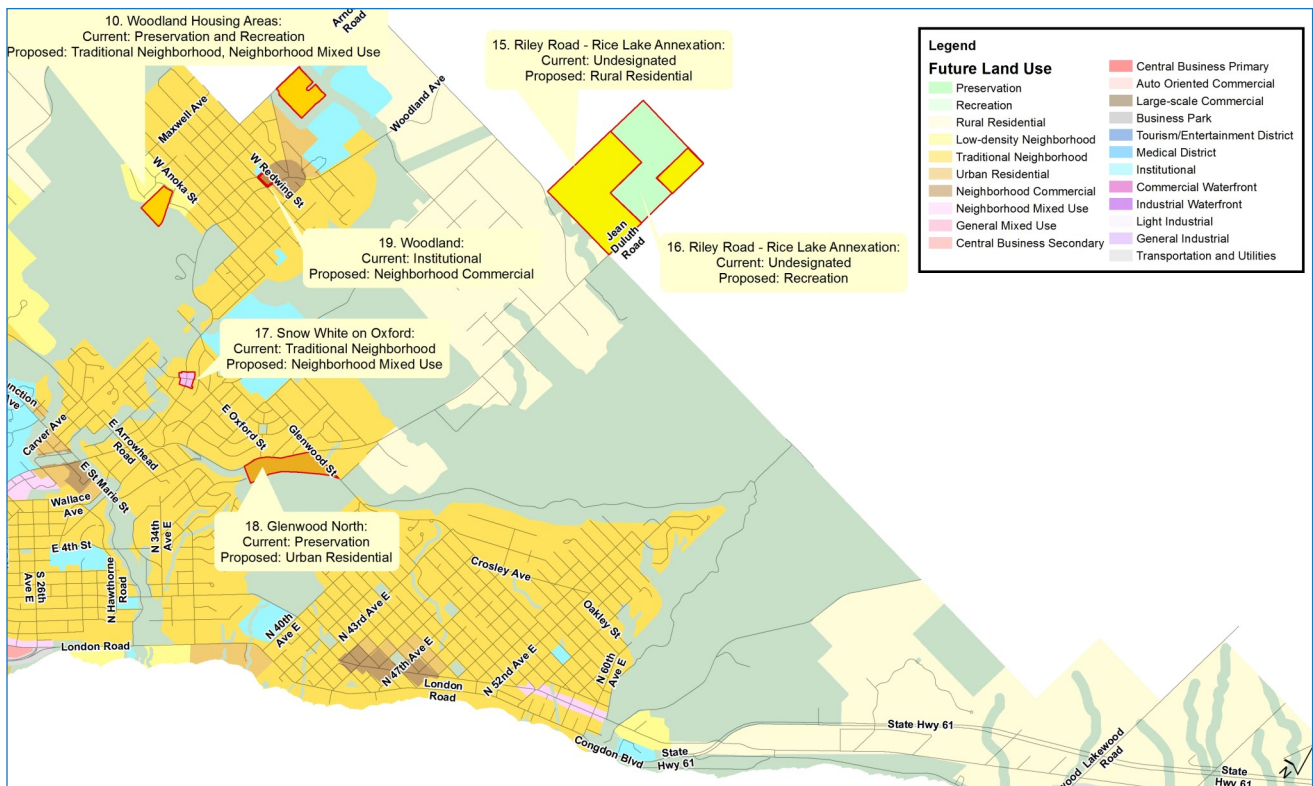 10. Woodland Housing Areas:
Current: Preservation and Recreation
Proposed: Traditional Neighborhood, Neighborhood Mixed Use
Arno
Road
15. Riley Road - Rice Lake Annexation:
Current: Undesignated
Proposed: Rural Residential
Legend
Future Land Use
Preservation
Recreation
Rural Residential
Low-density Neighborhood
Traditional Neighborhood
Urban Residential
Neighborhood Commercial
Neighborhood Mixed Use
General Mixed Use
Central Business Secondary
Central Business Primary
Auto Oriented Commercial
Large-scale Commercial
Business Park
Tourism/Entertainment District
Medical District
Institutional
Commercial Waterfront
Industrial Waterfront
Light Industrial
General Industrial
Transportation and Utilities
Maxwell Ave
Woodland Ave
W Anoka St
W Redwing St
19. Woodland:
Current: Institutional
Proposed: Neighborhood Commercial
Jean
Duluth
Road
16. Riley Road - Rice Lake Annexation:
Current: Undesignated
Proposed: Recreation
17. Snow White on Oxford:
Current: Traditional Neighborhood
Proposed: Neighborhood Mixed Use
unction
Ave
Carver Ave
E Arrowhead
Road
E Oxford St
Glenwood St
E St Marie St
Wallace
Ave
18. Glenwood North:
Current: Preservation
Proposed: Urban Residential
E 4th St
N 34th
Ave E
S 26th
Ave E
N Hawthorne
Road
Crosley Ave
N 40th
Ave E
N 43rd Ave E
Oakley St
N 47th Ave E
N 52nd Ave E
N 60th
Ave E
London Road
London
Road
State Hwy 61
Congdon Blvd
State
Hwy 61
wood Lakewood
Road
State
Hwy 61
N